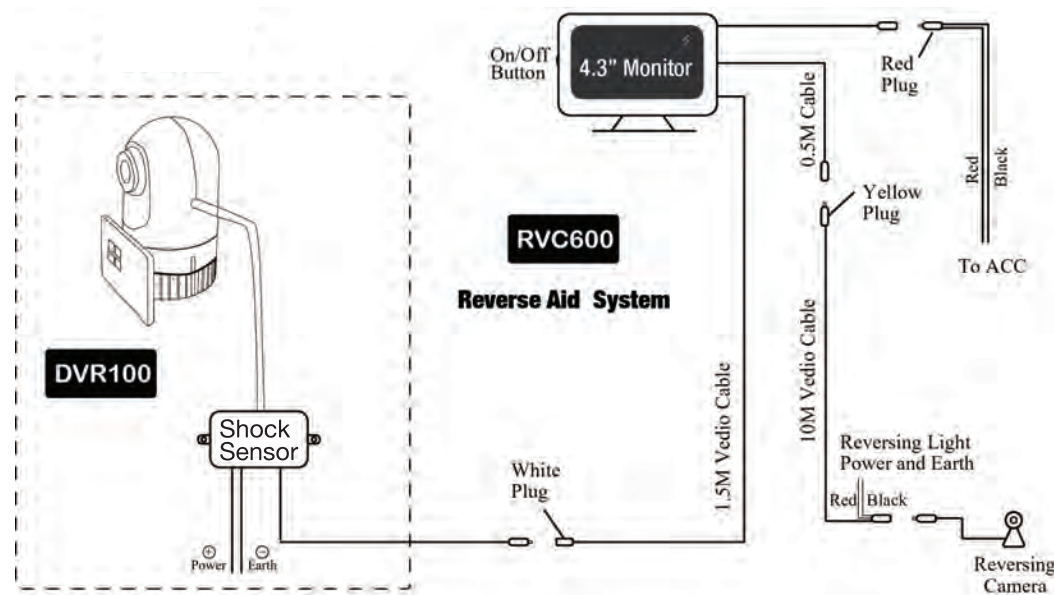 On/Off
Button
4.3" Monitor
Red
Plug
0.5M Cable
Red
Black
Yellow
Plug
To ACC
RVC600
Reverse Aid System
DVR100
Shock
Sensor
10M Vedio Cable
1.5M Vedio Cable
White
Plug
Reversing Light
Power and Earth
Red
Black
+
Power
−
Earth
Reversing
Camera